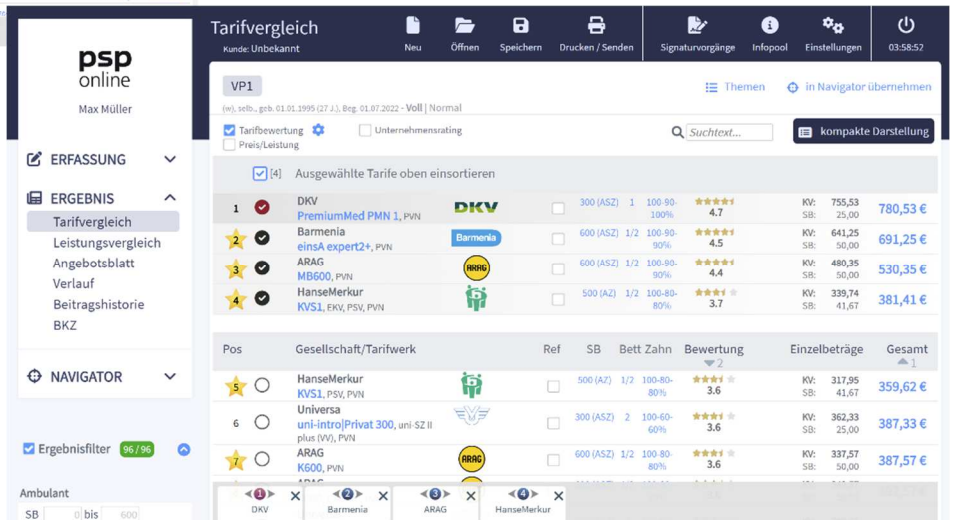 Tarifvergleich
Kunde: Unbekannt
Neu
Öffnen
Speichern
Drucken / Senden
Signaturvorgänge
Infopool
Einstellungen
03:58:52
psp
online
Max Müller
ERFASSUNG
ERGEBNIS
Tarifvergleich
Leistungsvergleich
Angebotsblatt
Verlauf
Beitragshistorie
BKZ
NAVIGATOR
Ergebnisfilter 96 / 96
Ambulant
SB 0 bis 600
VP1
Themen
in Navigator übernehmen
(w), selb., geb. 01.01.1995 (27 J.), Beg. 01.07.2022 - Voll | Normal
Tarifbewertung
Unternehmensrating
Preis/Leistung
Suchtext...
kompakte Darstellung
[4] Ausgewählte Tarife oben einsortieren
1 DKV DKV 300 (ASZ) 1 100-90- KV: 755,53 780,53 €
PremiumMed PMN 1, PVN 100% 4.7 SB: 25,00
2 Barmenia Barmenia 600 (ASZ) 1/2 100-90- KV: 641,25 691,25 €
einsA expert2+, PVN 90% 4.5 SB: 50,00
3 ARAG ARAG 600 (ASZ) 1/2 100-90- KV: 480,35 530,35 €
MB600, PVN 90% 4.4 SB: 50,00
4 HanseMerkur 500 (AZ) 1/2 100-80- KV: 339,74 381,41 €
KVS1, EKV, PSV, PVN 80% 3.7 SB: 41,67
Pos Gesellschaft/Tarifwerk Ref SB Bett Zahn Bewertung Einzelbeträge Gesamt
2 1
5 HanseMerkur 500 (AZ) 1/2 100-80- KV: 317,95 359,62 €
KVS1, PSV, PVN 80% 3.6 SB: 41,67
6 Universa 300 (ASZ) 2 100-60- KV: 362,33 387,33 €
uni-intro|Privat 300, uni-SZ II 60% 3.6 SB: 25,00
plus (VV), PVN
7 ARAG ARAG 600 (ASZ) 1/2 100-80- KV: 337,57 387,57 €
K600, PVN 80% 3.6 SB: 50,00
1 2 3 4
DKV Barmenia ARAG HanseMerkur